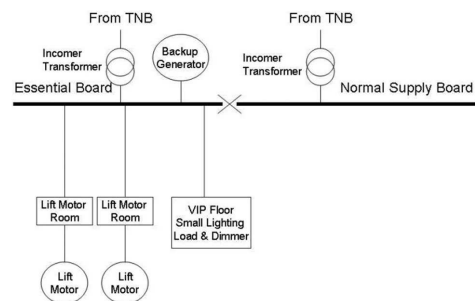 From TNB
From TNB
Incomer
Transformer
Backup
Generator
Incomer
Transformer
Essential Board
Normal Supply Board
Lift Motor
Room
Lift Motor
Room
VIP Floor
Small Lighting
Load & Dimmer
Lift
Motor
Lift
Motor